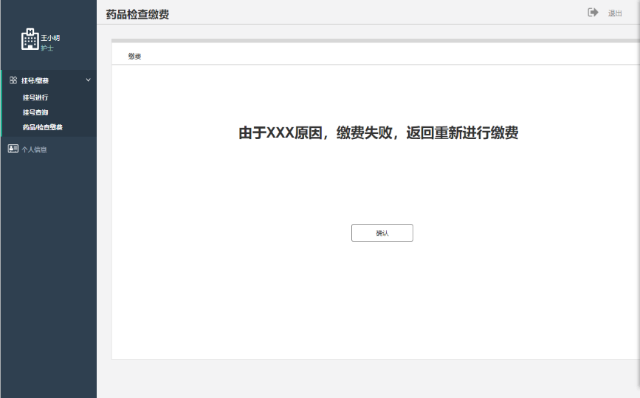 药品检查缴费
退出
王小明
护士
挂号/缴费
挂号进行
挂号查询
药品/检查缴费
个人信息
缴费
由于XXX原因，缴费失败，返回重新进行缴费
确认